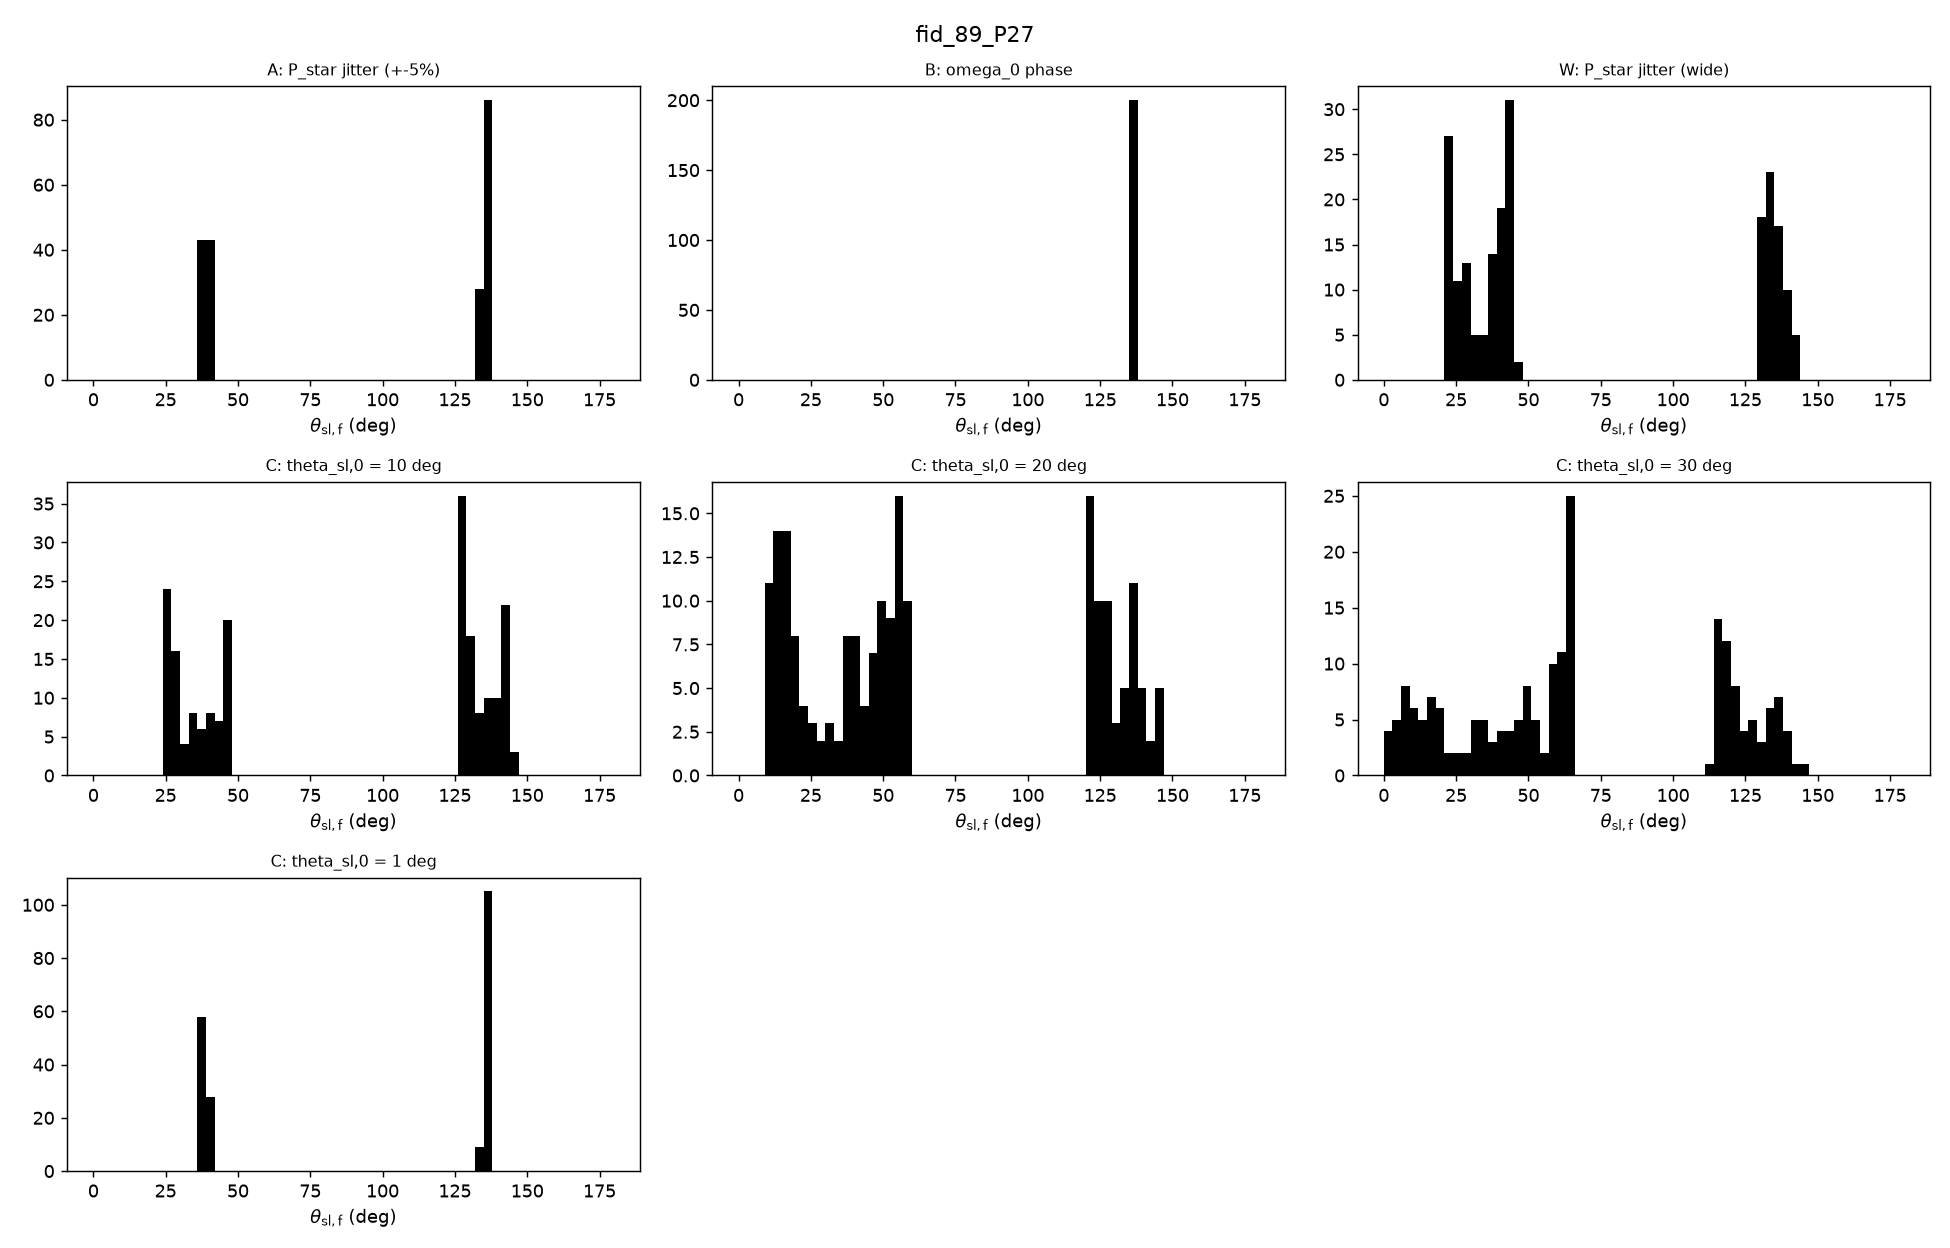 fid_89_P27
A: P_star jitter (+-5%)
80
60
40
20
0
0 25 50 75 100 125 150 175
θsl, f (deg)
B: omega_0 phase
200
150
100
50
0
0 25 50 75 100 125 150 175
θsl, f (deg)
W: P_star jitter (wide)
30
25
20
15
10
5
0
0 25 50 75 100 125 150 175
θsl, f (deg)
C: theta_sl,0 = 10 deg
35
30
25
20
15
10
5
0
0 25 50 75 100 125 150 175
θsl, f (deg)
C: theta_sl,0 = 20 deg
15.0
12.5
10.0
7.5
5.0
2.5
0.0
0 25 50 75 100 125 150 175
θsl, f (deg)
C: theta_sl,0 = 30 deg
25
20
15
10
5
0
0 25 50 75 100 125 150 175
θsl, f (deg)
C: theta_sl,0 = 1 deg
100
80
60
40
20
0
0 25 50 75 100 125 150 175
θsl, f (deg)